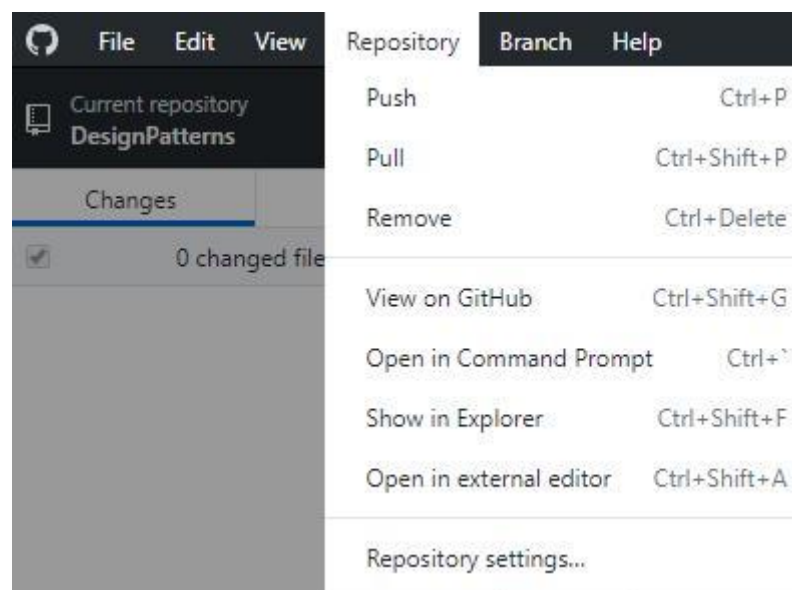 File Edit View Repository Branch Help
Current repository
DesignPatterns
Changes
0 changed file
Push Ctrl+P
Pull Ctrl+Shift+P
Remove Ctrl+Delete
View on GitHub Ctrl+Shift+G
Open in Command Prompt Ctrl+`
Show in Explorer Ctrl+Shift+F
Open in external editor Ctrl+Shift+A
Repository settings...